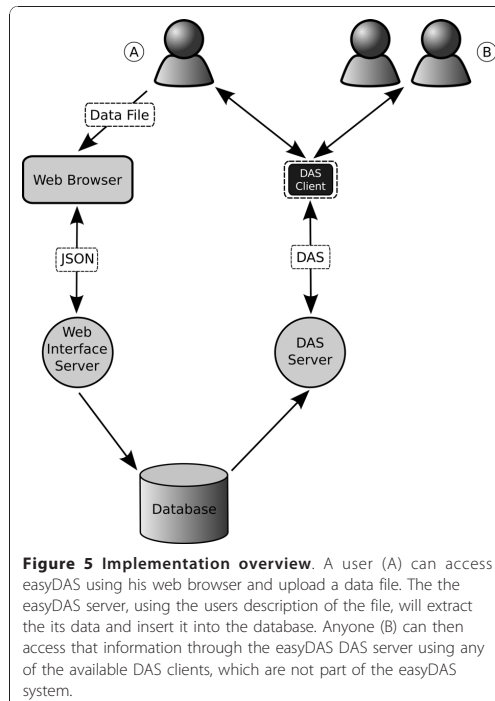 A
B
Data File
Web Browser
DAS
Client
JSON
DAS
Web
Interface
Server
DAS
Server
Database
Figure 5 Implementation overview. A user (A) can access
easyDAS using his web browser and upload a data file. The the
easyDAS server, using the users description of the file, will extract
the its data and insert it into the database. Anyone (B) can then
access that information through the easyDAS DAS server using any
of the available DAS clients, which are not part of the easyDAS
system.